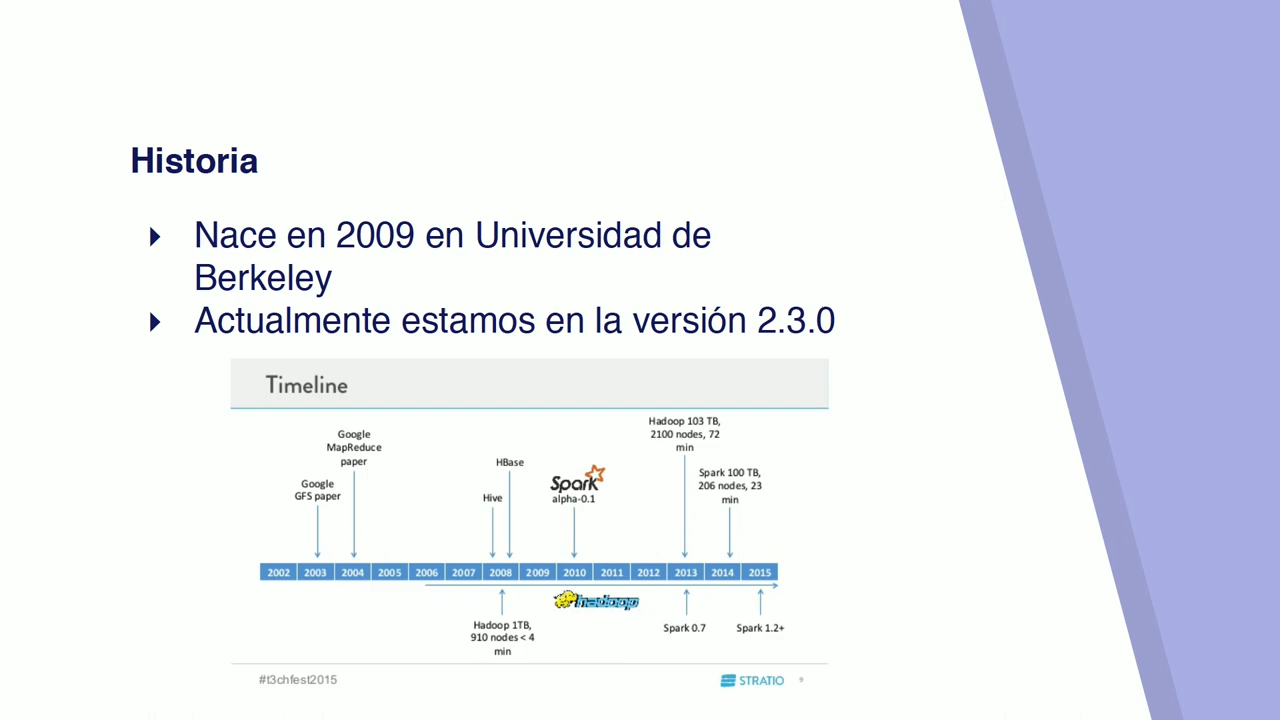 Historia
Nace en 2009 en Universidad de
Berkeley
Actualmente estamos en la versión 2.3.0
Timeline
Google
MapReduce
paper
Google
GFS paper
Hive
HBase
Spark
alpha-0.1
Hadoop 103 TB,
2100 nodes, 72
min
Spark 100 TB,
206 nodes, 23
min
2002 2003 2004 2005 2006 2007 2008 2009 2010 2011 2012 2013 2014 2015
hadoop
Hadoop 1TB,
910 nodes < 4
min
Spark 0.7
Spark 1.2+
#t3chfest2015
STRATIO
9